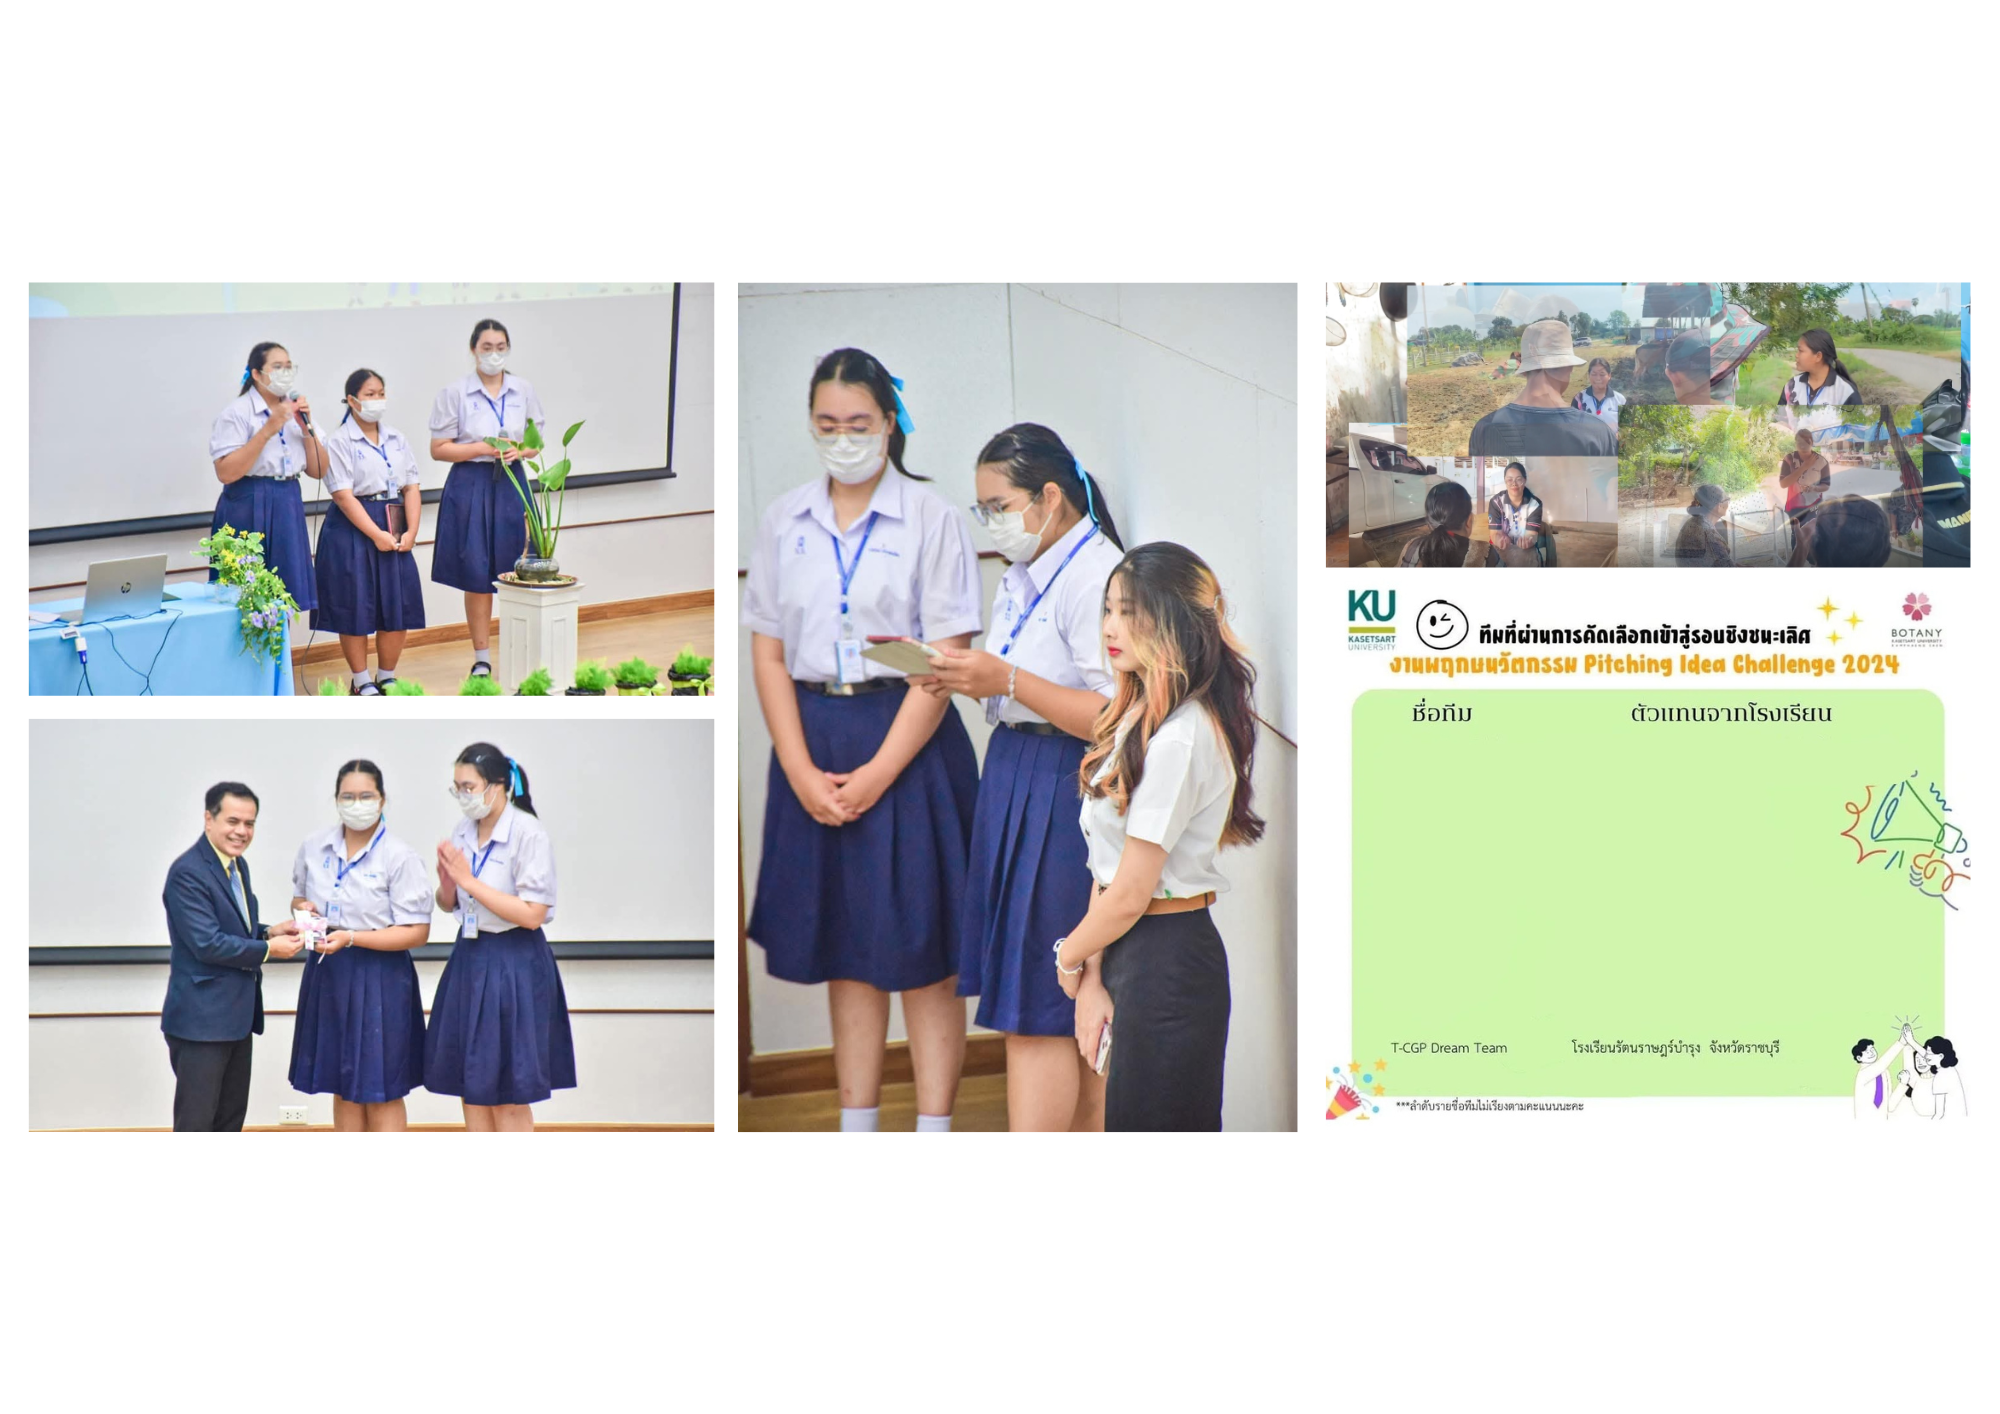 hp
KU
KASETSART
UNIVERSITY
ทีมที่ผ่านการคัดเลือกเข้าสู่รอบชิงชนะเลิศ
BOTANY
KASETSART UNIVERSITY
งานพฤกษนวัตกรรม Pitching Idea Challenge 2024
ชื่อทีม ตัวแทนจากโรงเรียน
T-CGP Dream Team โรงเรียนรัตนราษฎร์บำรุง จังหวัดราชบุรี
***ลำดับรายชื่อทีมไม่เรียงตามคะแนนนะคะ